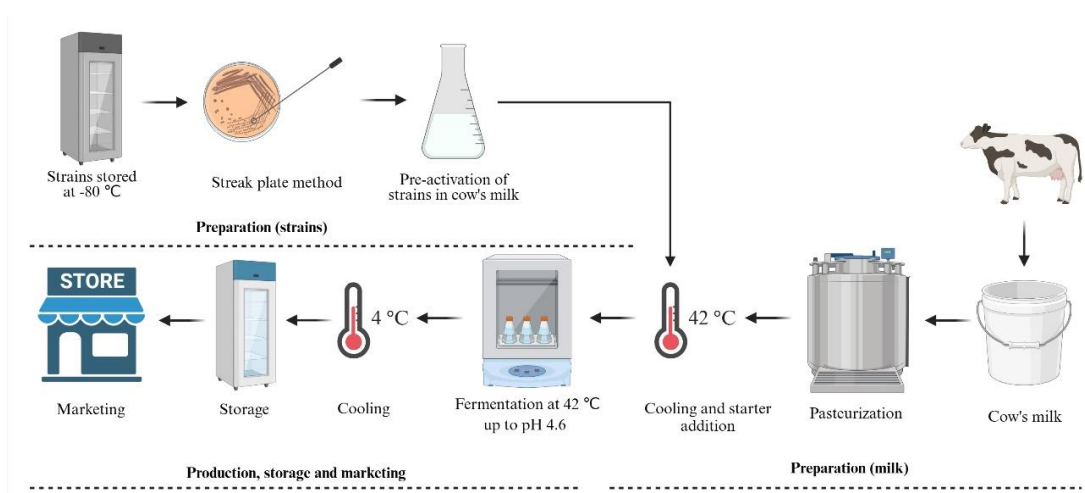 Strains stored
at -80 °C
Streak plate method
Pre-activation of
strains in cow's milk
Preparation (strains)
STORE
4 °C
42 °C
Marketing
Storage
Cooling
Fermentation at 42 °C
up to pH 4.6
Cooling and starter
addition
Pasteurization
Cow's milk
Production, storage and marketing
Preparation (milk)